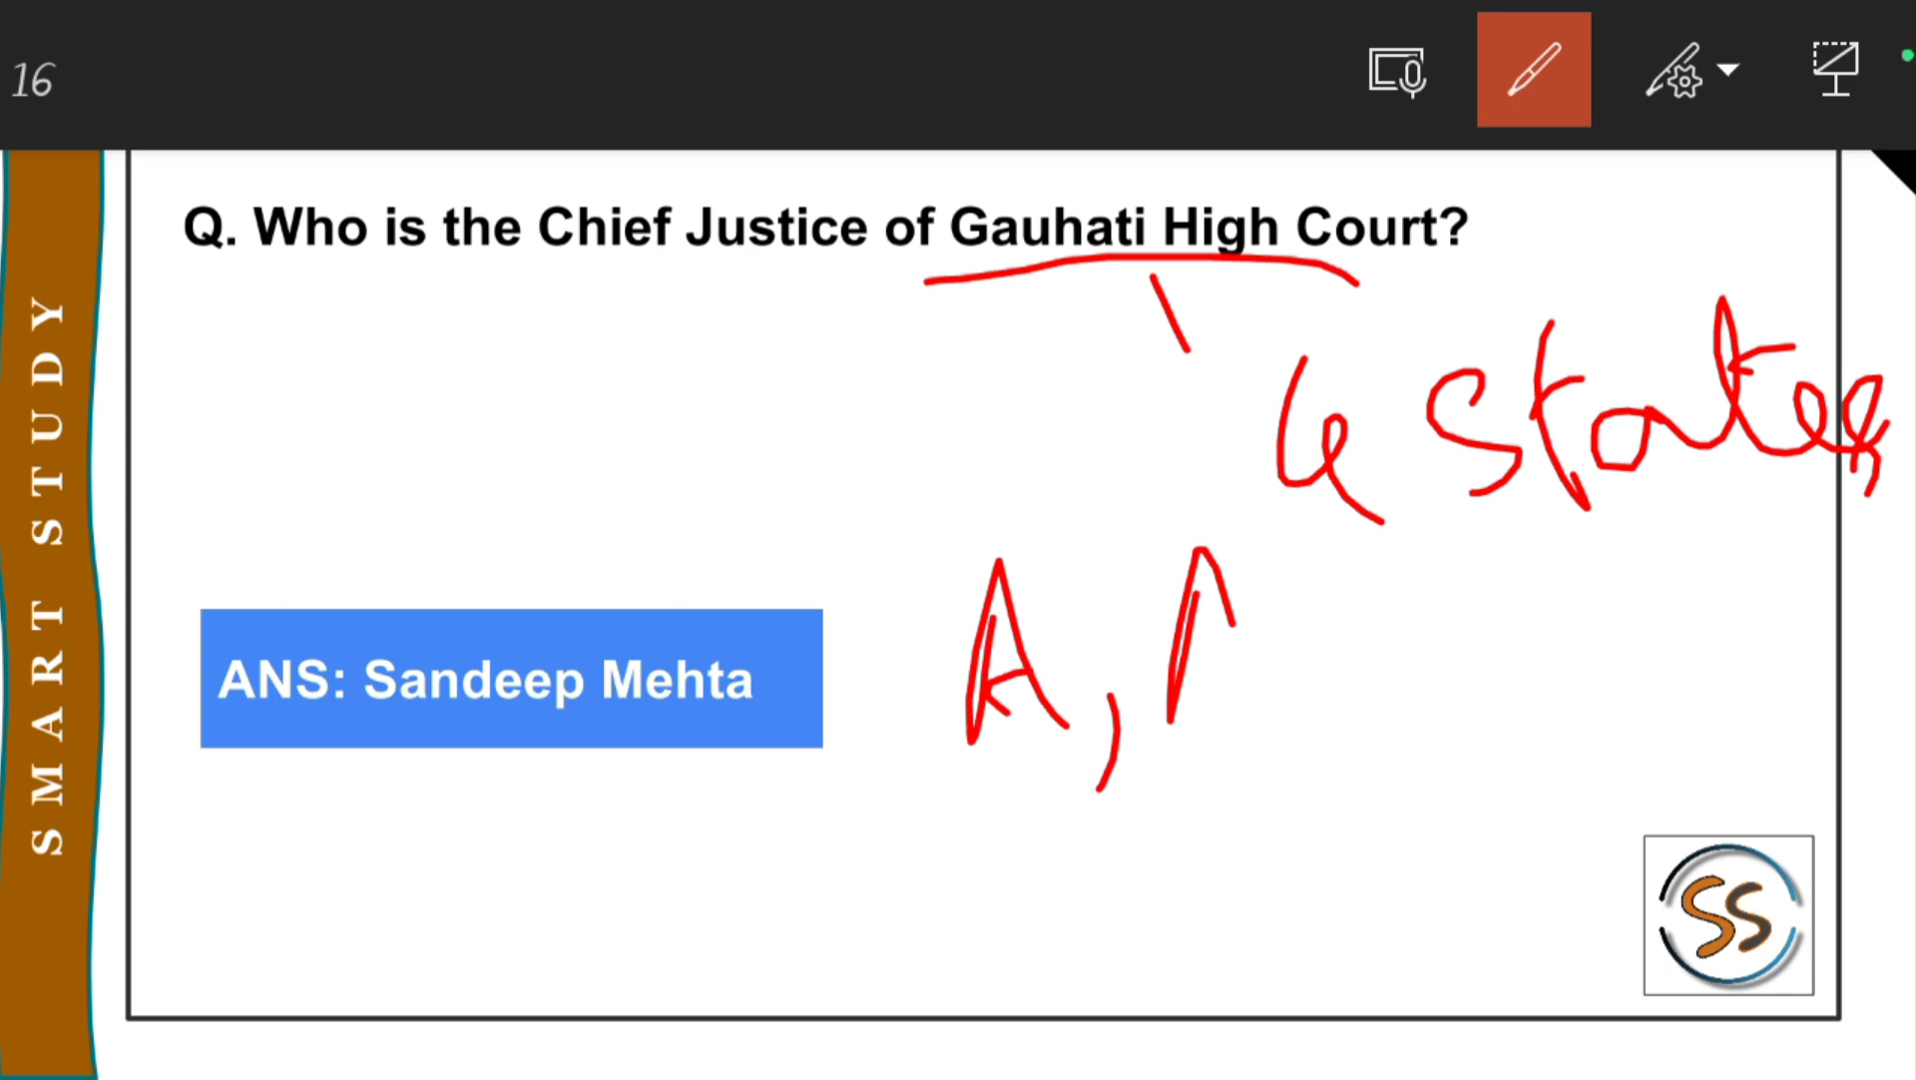 16
Q. Who is the Chief Justice of Gauhati High Court?
4 States
ANS: Sandeep Mehta
A,
SMART STUDY
SS